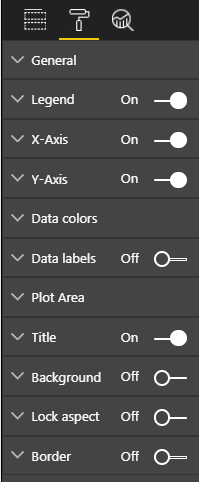 General
Legend On
X-Axis On
Y-Axis On
Data colors
Data labels Off
Plot Area
Title On
Background Off
Lock aspect Off
Border Off